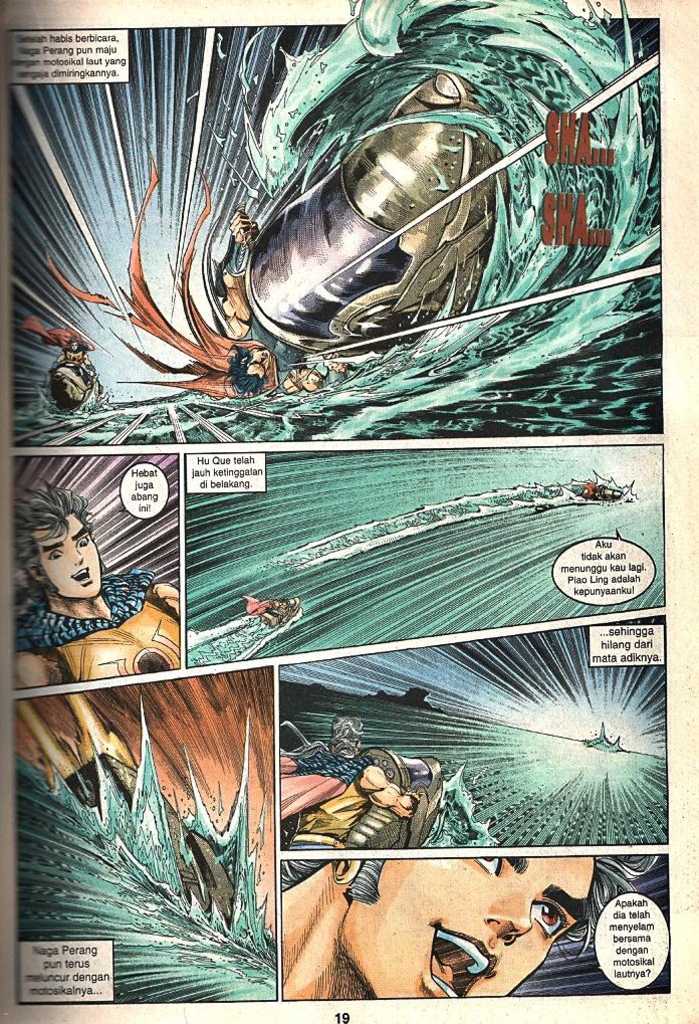 Setelah habis berbicara,
Naga Perang pun maju
dengan motosikal laut yang
sengaja dimiringkannya.
SHA....
SHA....
Hebat
juga
abang
ini!
Hu Que telah
jauh ketinggalan
di belakang.
Aku
tidak akan
menunggu kau lagi.
Piao Ling adalah
kepunyaanku!
...sehingga
hilang dari
mata adiknya.
Naga Perang
pun terus
meluncur dengan
motosikalnya...
Apakah
dia telah
menyelam
bersama
dengan
motosikal
lautnya?
19